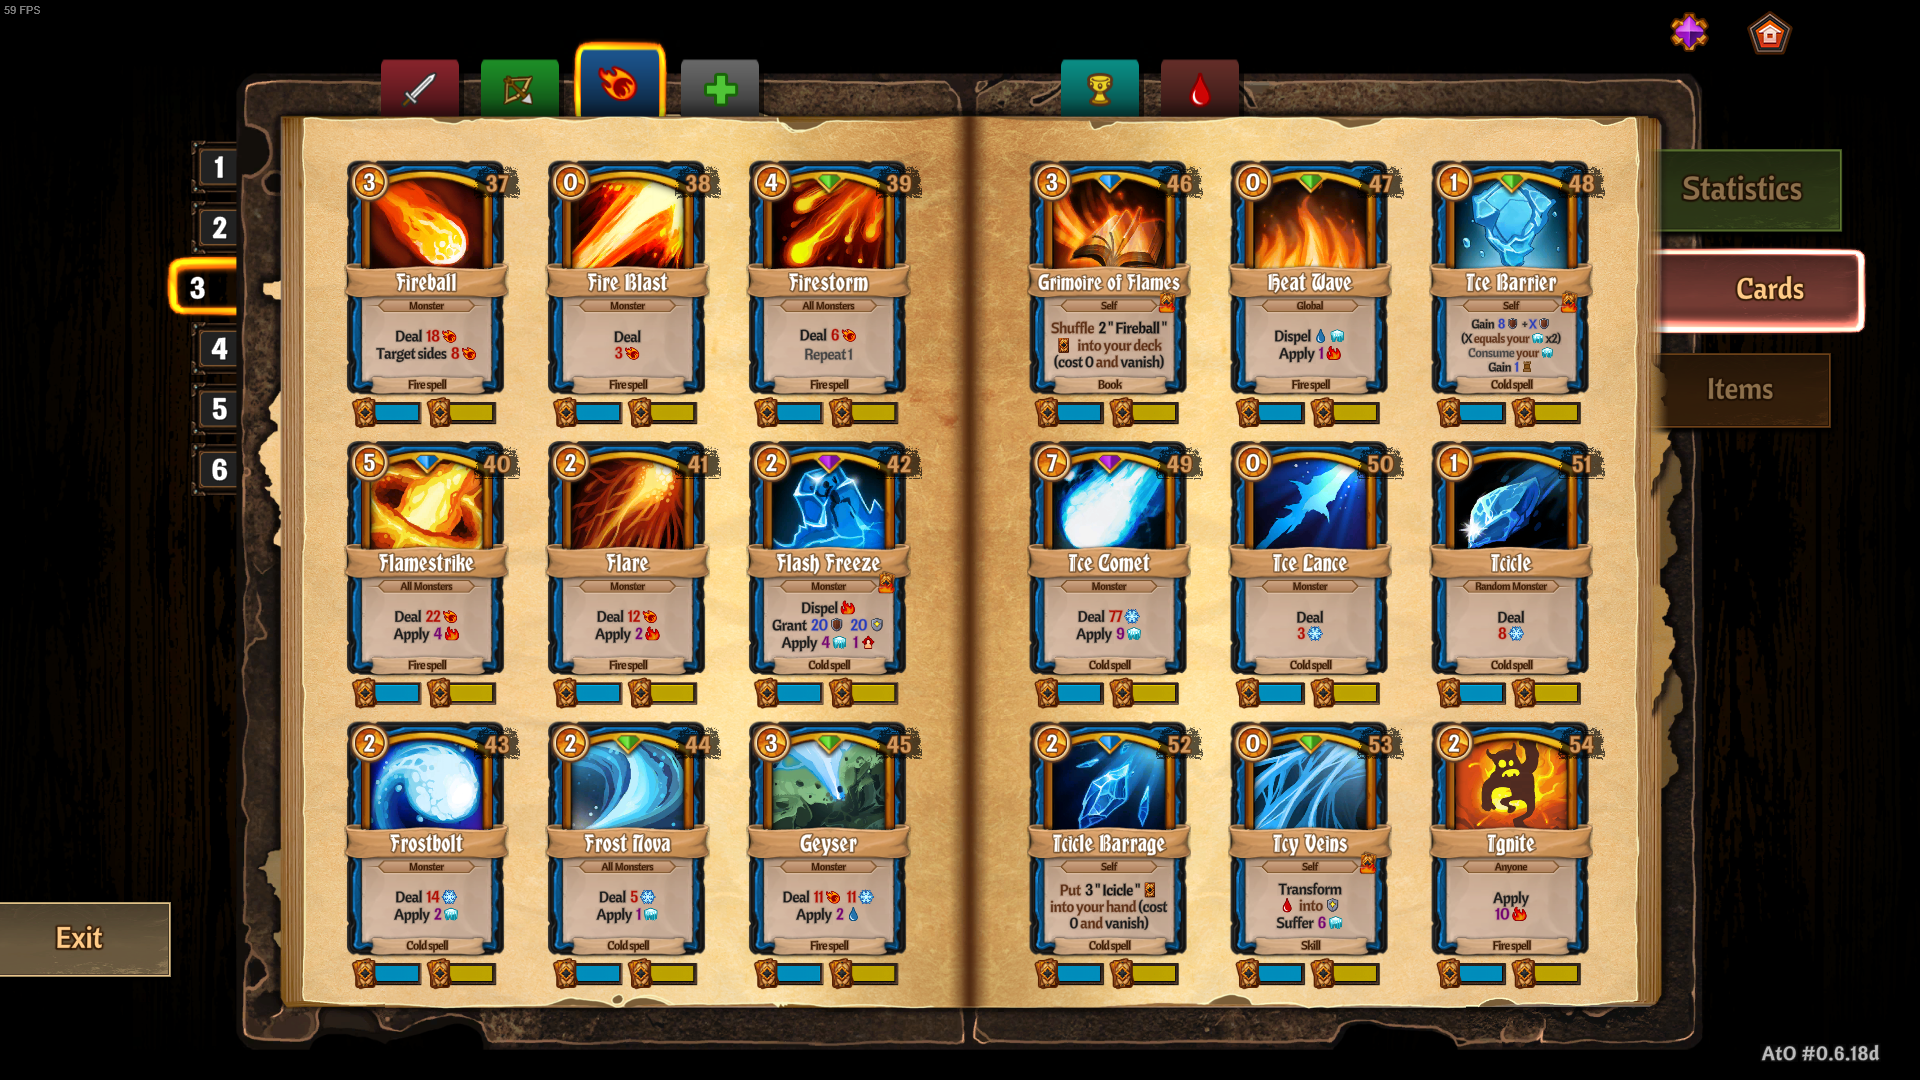 59 FPS
1
2
3
4
5
6
3 37
Fireball
Monster
Deal 18
Target sides 8
Fire spell
0 38
Fire Blast
Monster
Deal
3
Fire spell
4 39
Firestorm
All Monsters
Deal 6
Repeat 1
Fire spell
5 40
Flamestrike
All Monsters
Deal 22
Apply 4
Fire spell
2 41
Flare
Monster
Deal 12
Apply 2
Fire spell
2 42
Flash Freeze
Monster
Dispel
Grant 20 20
Apply 4 1
Cold spell
2 43
Frostbolt
Monster
Deal 14
Apply 2
Cold spell
2 44
Frost Nova
All Monsters
Deal 5
Apply 1
Cold spell
3 45
Geyser
Monster
Deal 11 11
Apply 2
Fire spell
3 46
Grimoire of Flames
Self
Shuffle 2 "Fireball"
into your deck
(cost 0 and vanish)
Book
0 47
Heat Wave
Global
Dispel
Apply 1
Fire spell
1 48
Ice Barrier
Self
Gain 8 +X
(X equals your x2)
Consume your
Gain 1
Cold spell
7 49
Ice Comet
Monster
Deal 77
Apply 9
Cold spell
0 50
Ice Lance
Monster
Deal
3
Cold spell
1 51
Icicle
Random Monster
Deal
8
Cold spell
2 52
Icicle Barrage
Self
Put 3 "Icicle"
into your hand (cost
0 and vanish)
Cold spell
0 53
Icy Veins
Self
Transform
into
Suffer 6
Skill
2 54
Ignite
Anyone
Apply
10
Fire spell
Statistics
Cards
Items
Exit
AtO #0.6.18d